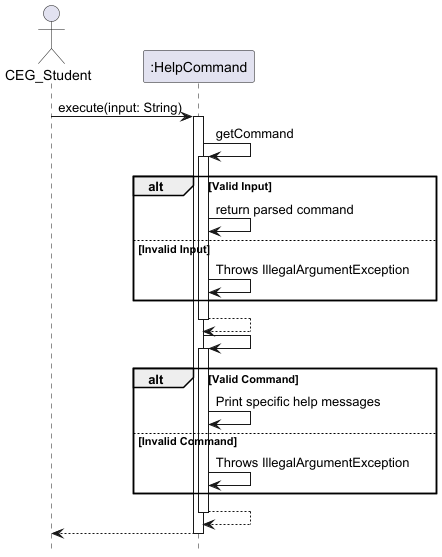 CEG_Student
:HelpCommand
execute(input: String)
getCommand
alt
[Valid Input]
return parsed command
[Invalid Input]
Throws IllegalArgumentException
alt
[Valid Command]
Print specific help messages
[Invalid Command]
Throws IllegalArgumentException